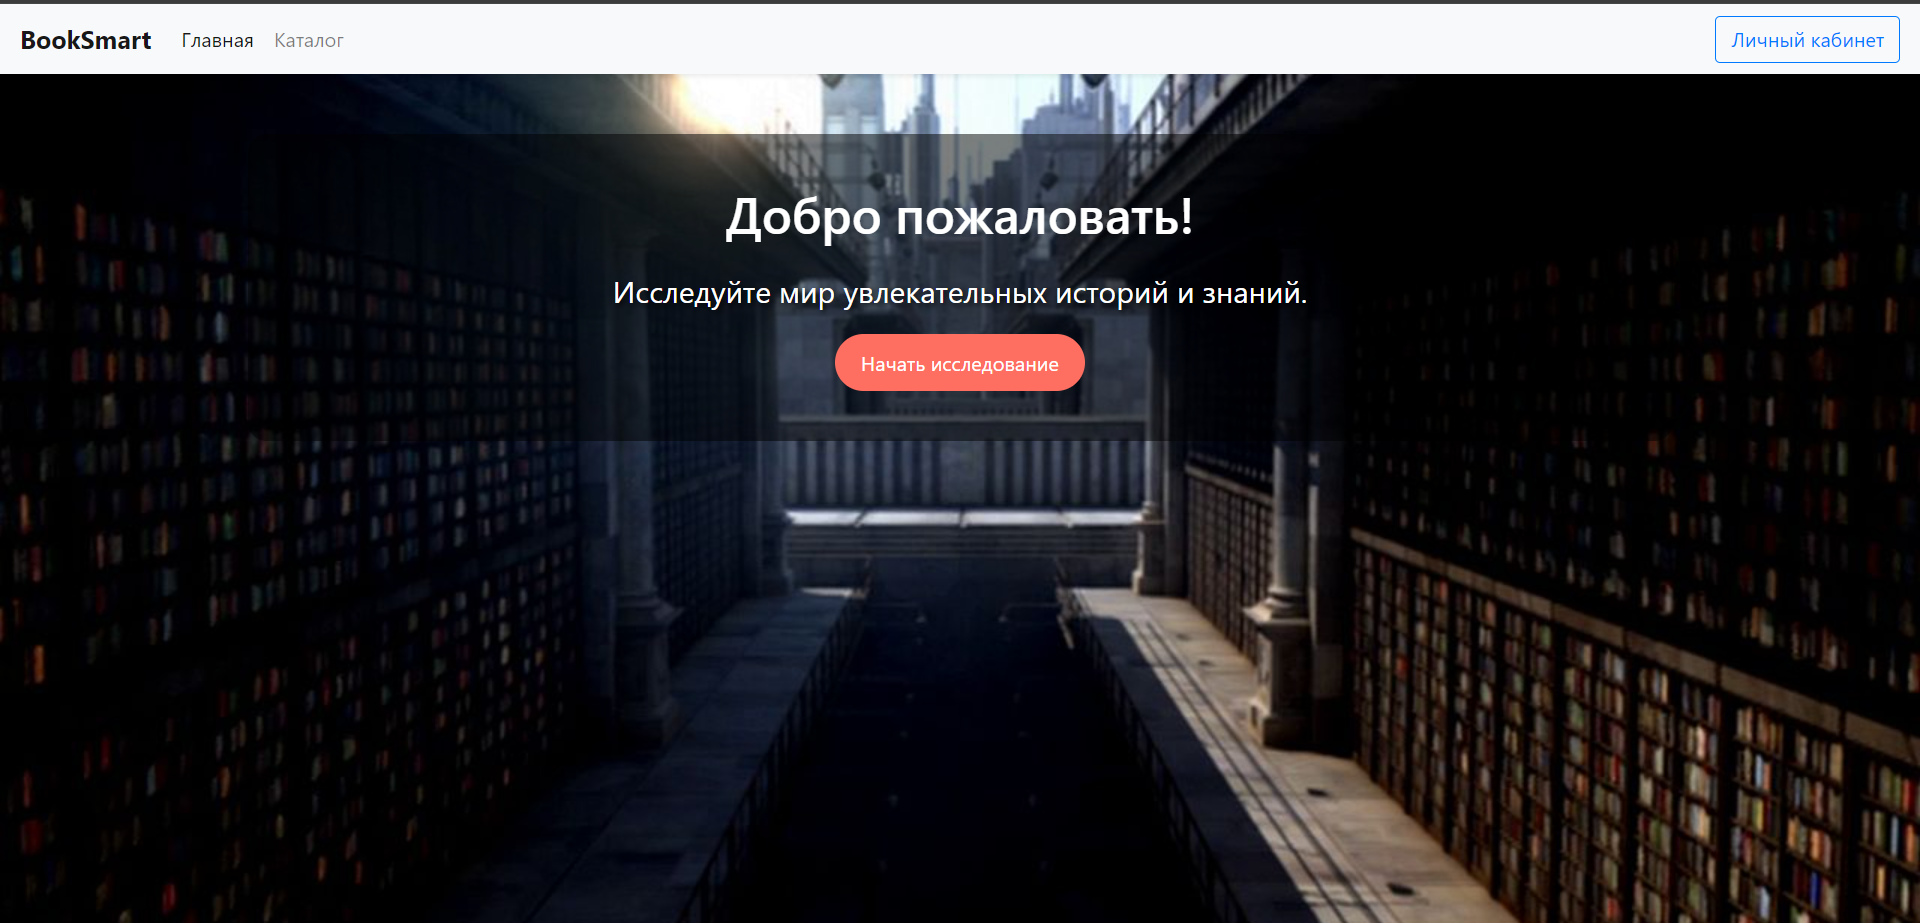 BookSmart Главная Каталог Личный кабинет
Добро пожаловать!
Исследуйте мир увлекательных историй и знаний.
Начать исследование